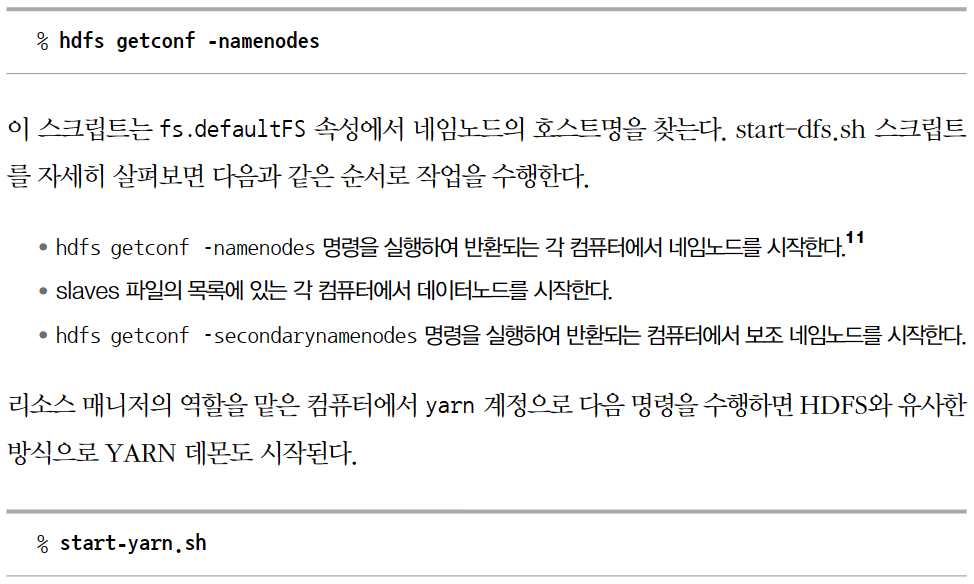 % hdfs getconf -namenodes
이 스크립트는 fs.defaultFS 속성에서 네임노드의 호스트명을 찾는다. start-dfs.sh 스크립트
를 자세히 살펴보면 다음과 같은 순서로 작업을 수행한다.
• hdfs getconf -namenodes 명령을 실행하여 반환되는 각 컴퓨터에서 네임노드를 시작한다.11
• slaves 파일의 목록에 있는 각 컴퓨터에서 데이터노드를 시작한다.
• hdfs getconf -secondarynamenodes 명령을 실행하여 반환되는 컴퓨터에서 보조 네임노드를 시작한다.
리소스 매니저의 역할을 맡은 컴퓨터에서 yarn 계정으로 다음 명령을 수행하면 HDFS와 유사한
방식으로 YARN 데몬도 시작된다.
% start-yarn.sh